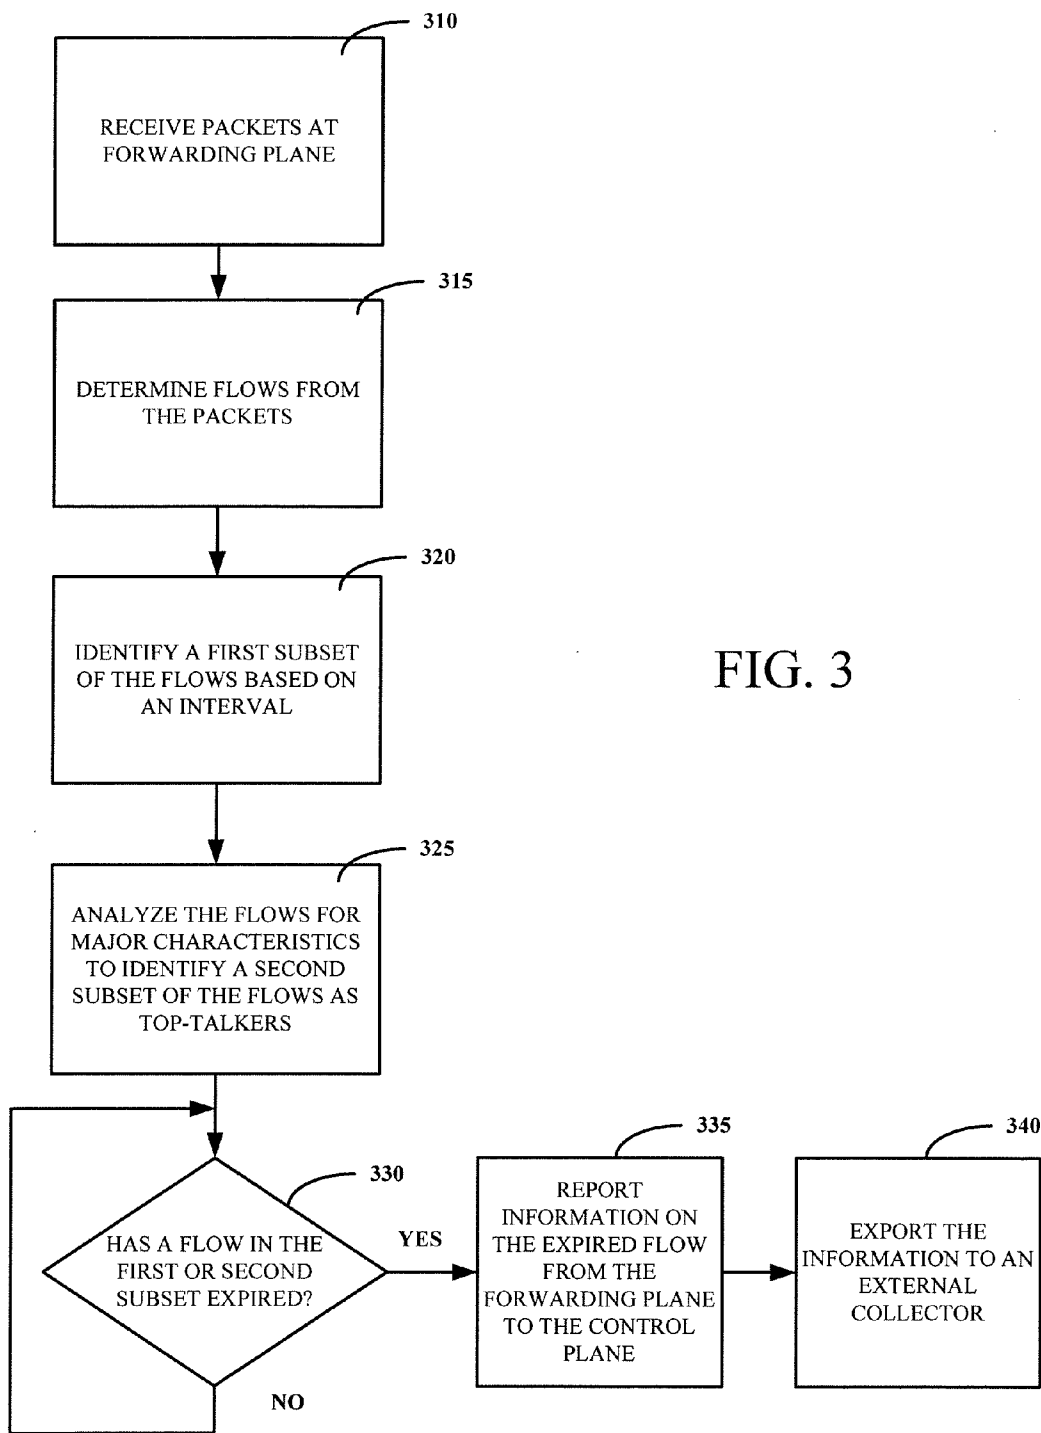 310
RECEIVE PACKETS AT
FORWARDING PLANE
315
DETERMINE FLOWS FROM
THE PACKETS
320
IDENTIFY A FIRST SUBSET
OF THE FLOWS BASED ON
AN INTERVAL
FIG. 3
325
ANALYZE THE FLOWS FOR
MAJOR CHARACTERISTICS
TO IDENTIFY A SECOND
SUBSET OF THE FLOWS AS
TOP-TALKERS
330
HAS A FLOW IN THE
FIRST OR SECOND
SUBSET EXPIRED?
YES
NO
335
REPORT
INFORMATION ON
THE EXPIRED FLOW
FROM THE
FORWARDING PLANE
TO THE CONTROL
PLANE
340
EXPORT THE
INFORMATION TO AN
EXTERNAL
COLLECTOR